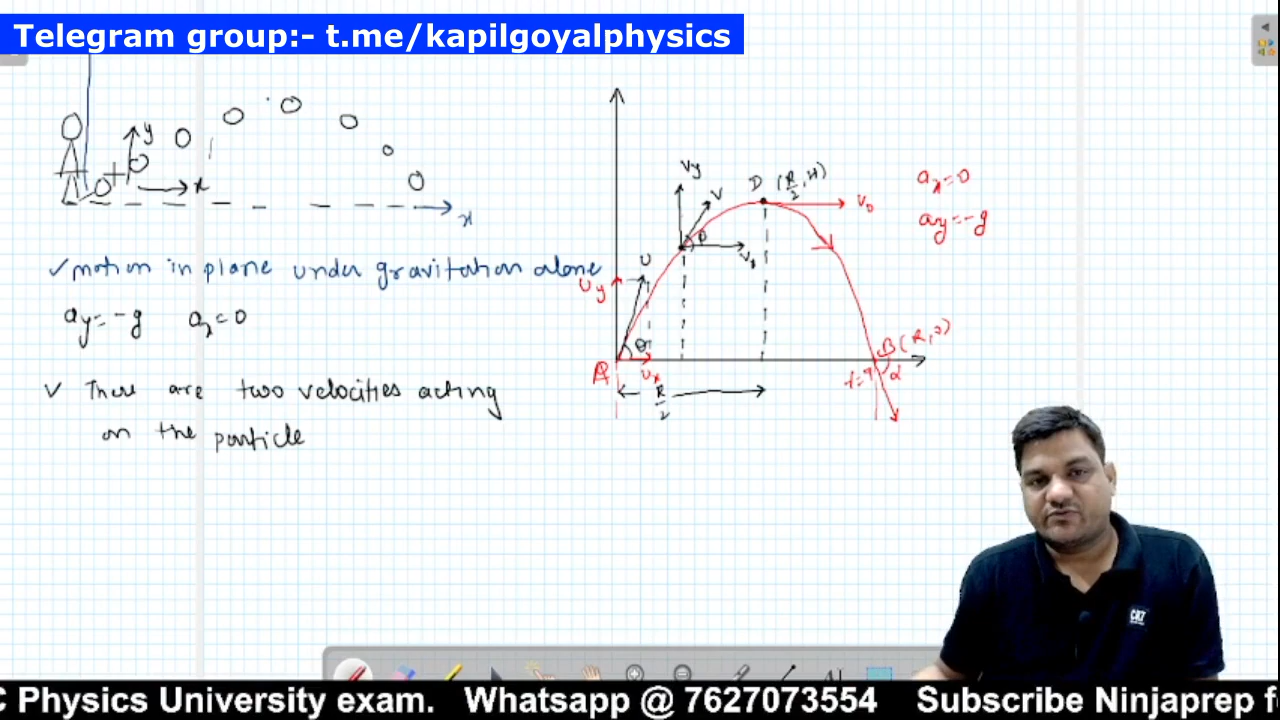 Telegram group:- t.me/kapilgoyalphysics
y
x
x
✓ motion in plane under gravitation alone
ay = -g ax = 0
✓ There are two velocities acting
on the particle
Vy
V
D (R/2, H)
VD
Vx
U
Uy
θ
A
Ux
R/2
B (R, 0)
t=T
α
ax = 0
ay = -g
CRT
C Physics University exam. Whatsapp @ 7627073554 Subscribe Ninjaprep f